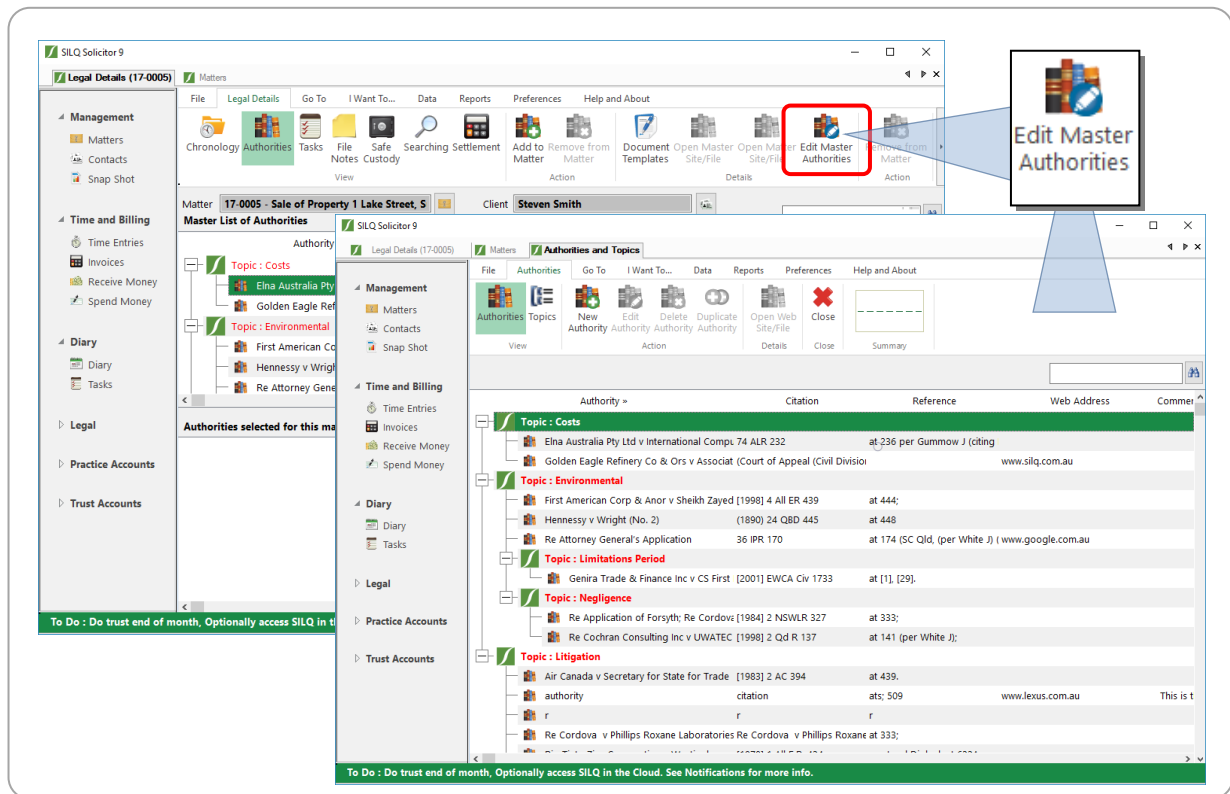 SILQ Solicitor 9
Legal Details (17-0005) Matters
File Legal Details Go To I Want To... Data Reports Preferences Help and About
Chronology Authorities Tasks File Notes Safe Custody Searching Settlement Add to Matter Remove from Matter Document Templates Open Master Site/File Open Master Site/File Edit Master Authorities Remove from Matter
View Action Details Action
Management
Matters
Contacts
Snap Shot
Time and Billing
Time Entries
Invoices
Receive Money
Spend Money
Diary
Diary
Tasks
Legal
Practice Accounts
Trust Accounts
Matter 17-0005 - Sale of Property 1 Lake Street, S Client Steven Smith
Master List of Authorities
Authority
Topic : Costs
Elna Australia Pty
Golden Eagle Ref
Topic : Environmental
First American Co
Hennessy v Wrigh
Re Attorney Gene
Authorities selected for this ma
To Do : Do trust end of month, Optionally access SILQ in th
Edit Master
Authorities
SILQ Solicitor 9
Legal Details (17-0005) Matters Authorities and Topics
File Authorities Go To I Want To... Data Reports Preferences Help and About
Authorities Topics New Authority Edit Authority Delete Authority Duplicate Authority Open Web Site/File Close
View Action Details Close Summary
Management
Matters
Contacts
Snap Shot
Time and Billing
Time Entries
Invoices
Receive Money
Spend Money
Diary
Diary
Tasks
Legal
Practice Accounts
Trust Accounts
Authority » Citation Reference Web Address Commer
Topic : Costs
Elna Australia Pty Ltd v International Compu 74 ALR 232 at 236 per Gummow J (citing
Golden Eagle Refinery Co & Ors v Associat (Court of Appeal (Civil Division www.silq.com.au
Topic : Environmental
First American Corp & Anor v Sheikh Zayed [1998] 4 All ER 439 at 444;
Hennessy v Wright (No. 2) (1890) 24 QBD 445 at 448
Re Attorney General's Application 36 IPR 170 at 174 (SC Qld, (per White J) ( www.google.com.au
Topic : Limitations Period
Genira Trade & Finance Inc v CS First [2001] EWCA Civ 1733 at [1], [29].
Topic : Negligence
Re Application of Forsyth; Re Cordova [1984] 2 NSWLR 327 at 333;
Re Cochran Consulting Inc v UWATEC [1998] 2 Qd R 137 at 141 (per White J);
Topic : Litigation
Air Canada v Secretary for State for Trade [1983] 2 AC 394 at 439.
authority citation ats; 509 www.lexus.com.au This is t
r r r
Re Cordova v Phillips Roxane Laboratories Re Cordova v Phillips Roxane at 333;
To Do : Do trust end of month, Optionally access SILQ in the Cloud. See Notifications for more info.